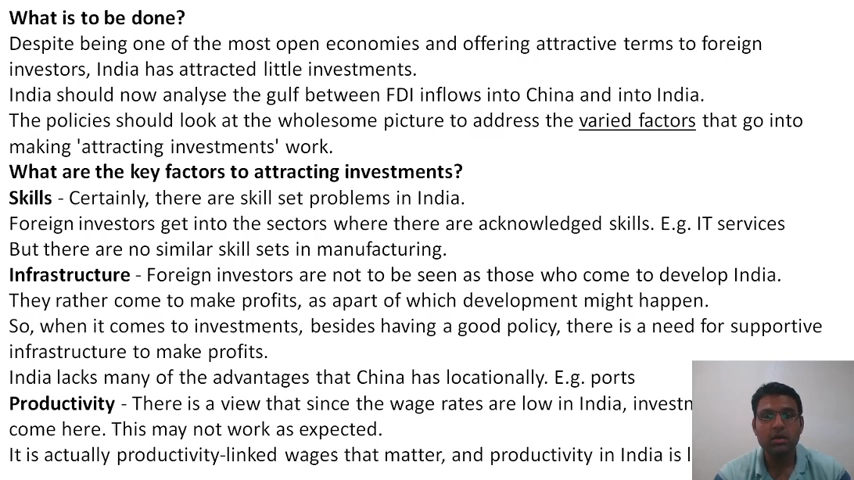 What is to be done?
Despite being one of the most open economies and offering attractive terms to foreign
investors, India has attracted little investments.
India should now analyse the gulf between FDI inflows into China and into India.
The policies should look at the wholesome picture to address the varied factors that go into
making 'attracting investments' work.
What are the key factors to attracting investments?
Skills - Certainly, there are skill set problems in India.
Foreign investors get into the sectors where there are acknowledged skills. E.g. IT services
But there are no similar skill sets in manufacturing.
Infrastructure - Foreign investors are not to be seen as those who come to develop India.
They rather come to make profits, as apart of which development might happen.
So, when it comes to investments, besides having a good policy, there is a need for supportive
infrastructure to make profits.
India lacks many of the advantages that China has locationally. E.g. ports
Productivity - There is a view that since the wage rates are low in India,
come here. This may not work as expected.
It is actually productivity-linked wages that matter, and productivity in India is